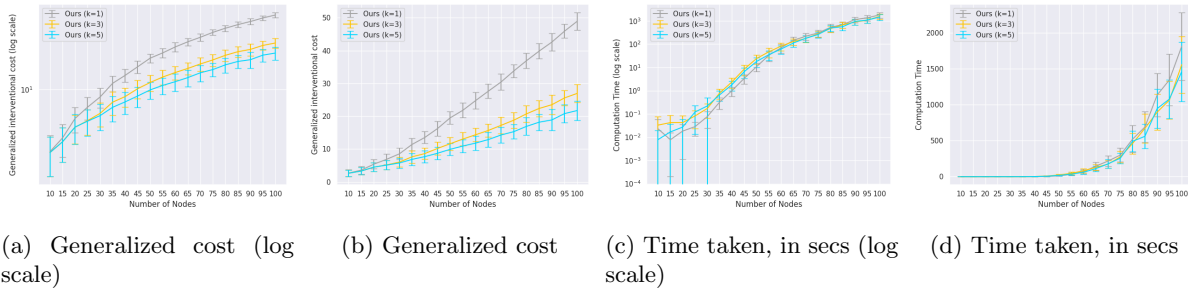 Ours (k=1)
Ours (k=3)
Ours (k=5)
Generalized interventional cost (log scale)
10¹
10 15 20 25 30 35 40 45 50 55 60 65 70 75 80 85 90 95 100
Number of Nodes
Ours (k=1)
Ours (k=3)
Ours (k=5)
Generalized interventional cost
50
40
30
20
10
0
10 15 20 25 30 35 40 45 50 55 60 65 70 75 80 85 90 95 100
Number of Nodes
Ours (k=1)
Ours (k=3)
Ours (k=5)
Computation Time (log scale)
10³
10²
10¹
10⁰
10⁻¹
10⁻²
10⁻³
10⁻⁴
10 15 20 25 30 35 40 45 50 55 60 65 70 75 80 85 90 95 100
Number of Nodes
Ours (k=1)
Ours (k=3)
Ours (k=5)
Computation Time
2000
1500
1000
500
0
10 15 20 25 30 35 40 45 50 55 60 65 70 75 80 85 90 95 100
Number of Nodes
(a) Generalized cost (log
scale)
(b) Generalized cost
(c) Time taken, in secs (log
scale)
(d) Time taken, in secs